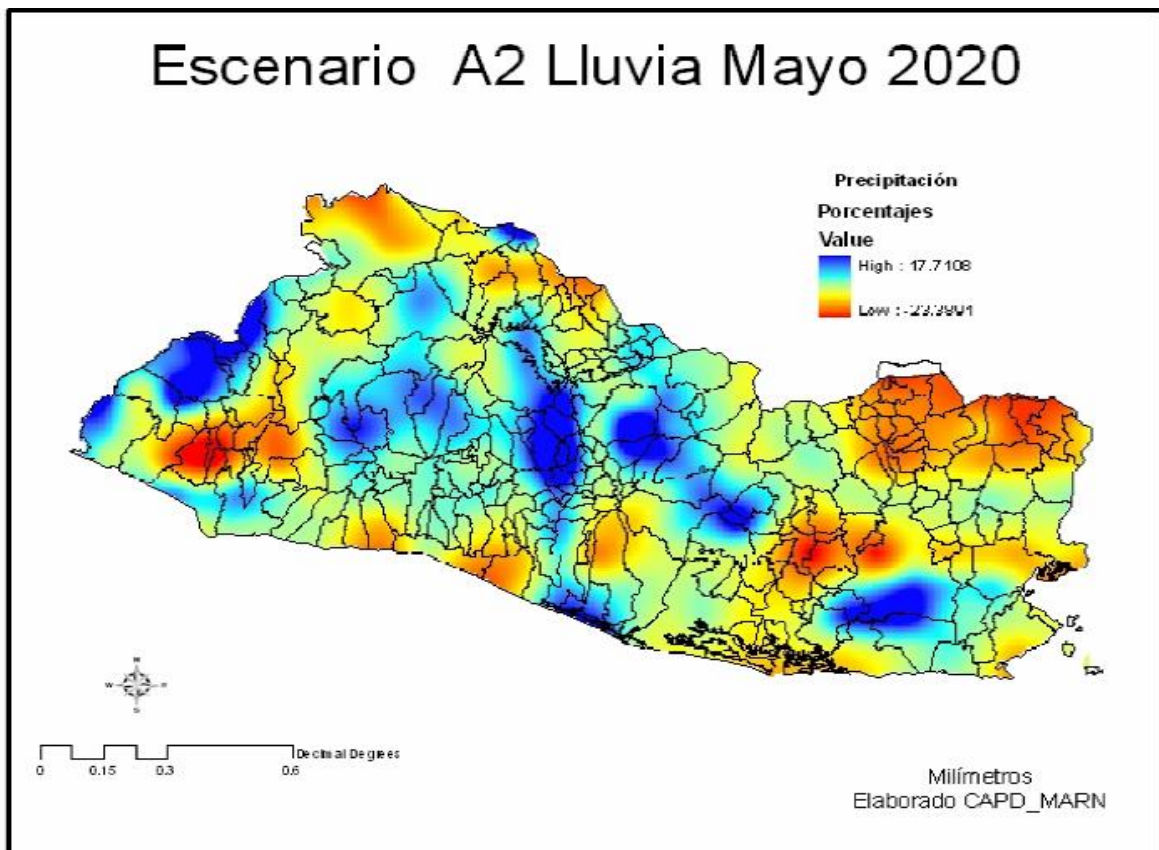 Escenario A2 Lluvia Mayo 2020
Precipitación
Porcentajes
Value
High : 17.7108
Low :
N
W
S
Decimal Degrees
0 0.15 0.3 0.6
Milímetros
Elaborado CAPD_MARN